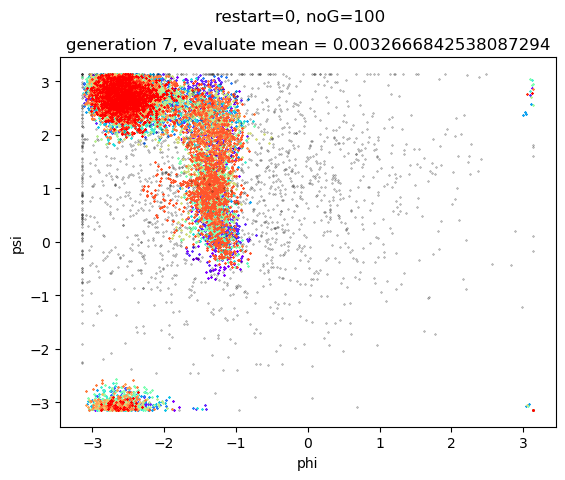 restart=0, noG=100
generation 7, evaluate mean = 0.0032666842538087294
3
2
1
0
−1
−2
−3
psi
−3 −2 −1 0 1 2 3
phi